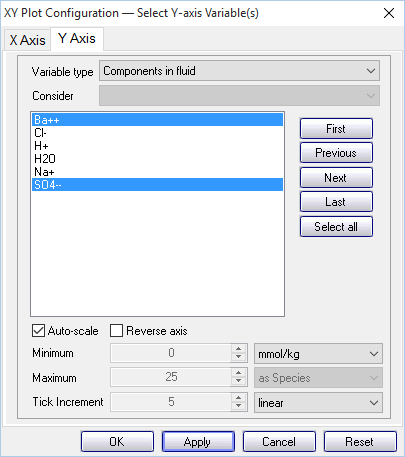 XY Plot Configuration — Select Y-axis Variable(s)
X Axis Y Axis
Variable type Components in fluid
Consider
Ba++
Cl-
H+
H2O
Na+
SO4--
First
Previous
Next
Last
Select all
Auto-scale Reverse axis
Minimum 0 mmol/kg
Maximum 25 as Species
Tick Increment 5 linear
OK Apply Cancel Reset